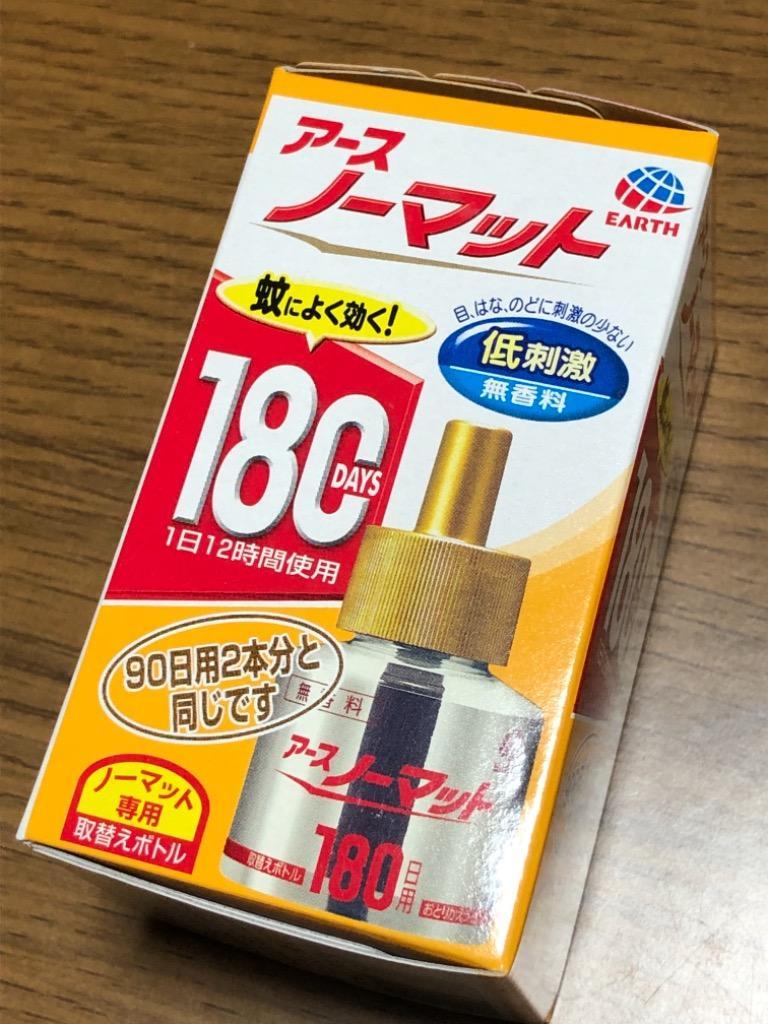 アース
ノーマット
EARTH
蚊によく効く!
目、はな、のどに刺激の少ない
低刺激
無香料
180
DAYS
1日12時間使用
90日用2本分と
同じです
無香料
アース
ノーマット
180日用
取替えボトル
ノーマット
専用
取替えボトル